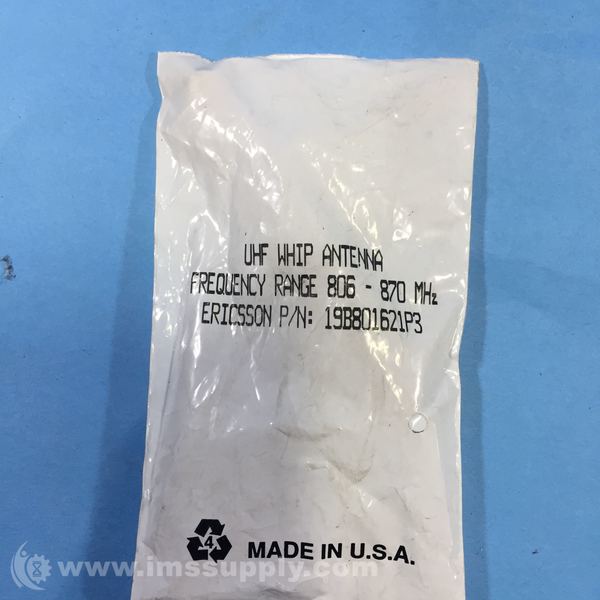 UHF WHIP ANTENNA
FREQUENCY RANGE 806 - 870 MHz
ERICSSON P/N: 19B801621P3
4 MADE IN U.S.A.
www.imssupply.com